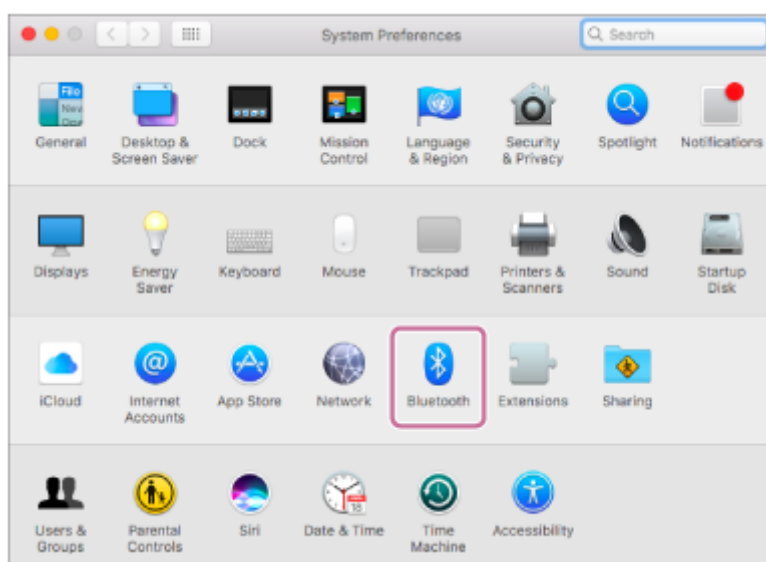 System Preferences
Search
File
New
General
Desktop &
Screen Saver
Dock
Mission
Control
Language
& Region
Security
& Privacy
Spotlight
Notifications
Displays
Energy
Saver
Keyboard
Mouse
Trackpad
Printers &
Scanners
Sound
Startup
Disk
iCloud
Internet
Accounts
App Store
Network
Bluetooth
Extensions
Sharing
Users &
Groups
Parental
Controls
Siri
18
Date & Time
Time
Machine
Accessibility